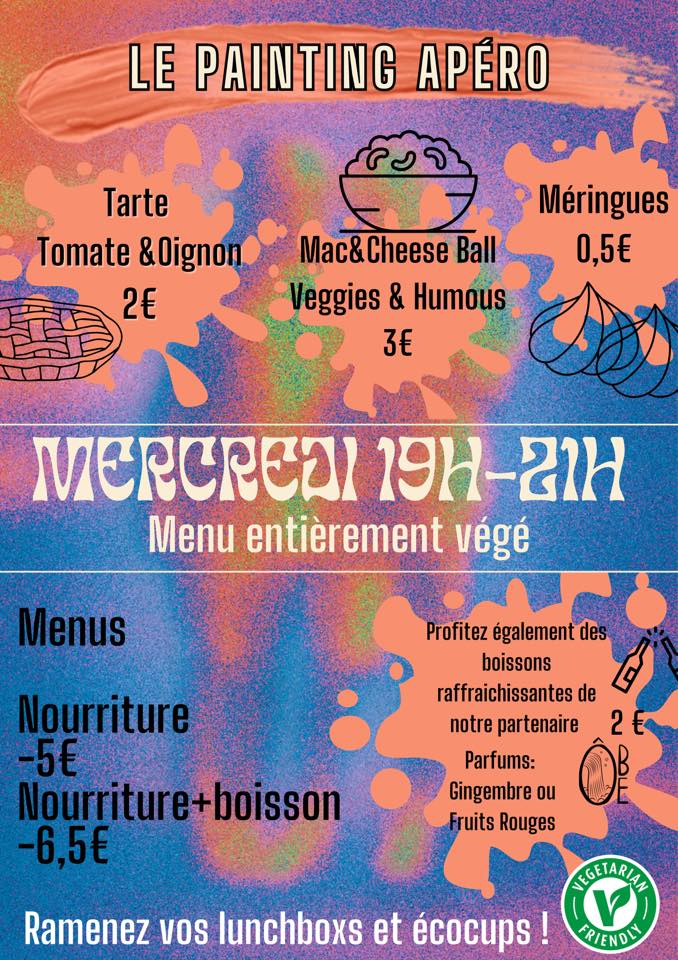 LE PAINTING APÉRO
Tarte
Tomate &Oignon
2€
Mac&Cheese Ball
Veggies & Humous
3€
Méringues
0,5€
MERCREDI 19H-21H
Menu entièrement végé
Menus
Nourriture
-5€
Nourriture+boisson
-6,5€
Profitez également des
boissons
raffraichissantes de
notre partenaire
2 €
Parfums:
Gingembre ou
Fruits Rouges
ÔBE
Ramenez vos lunchboxs et écocups !
VEGETARIAN
FRIENDLY